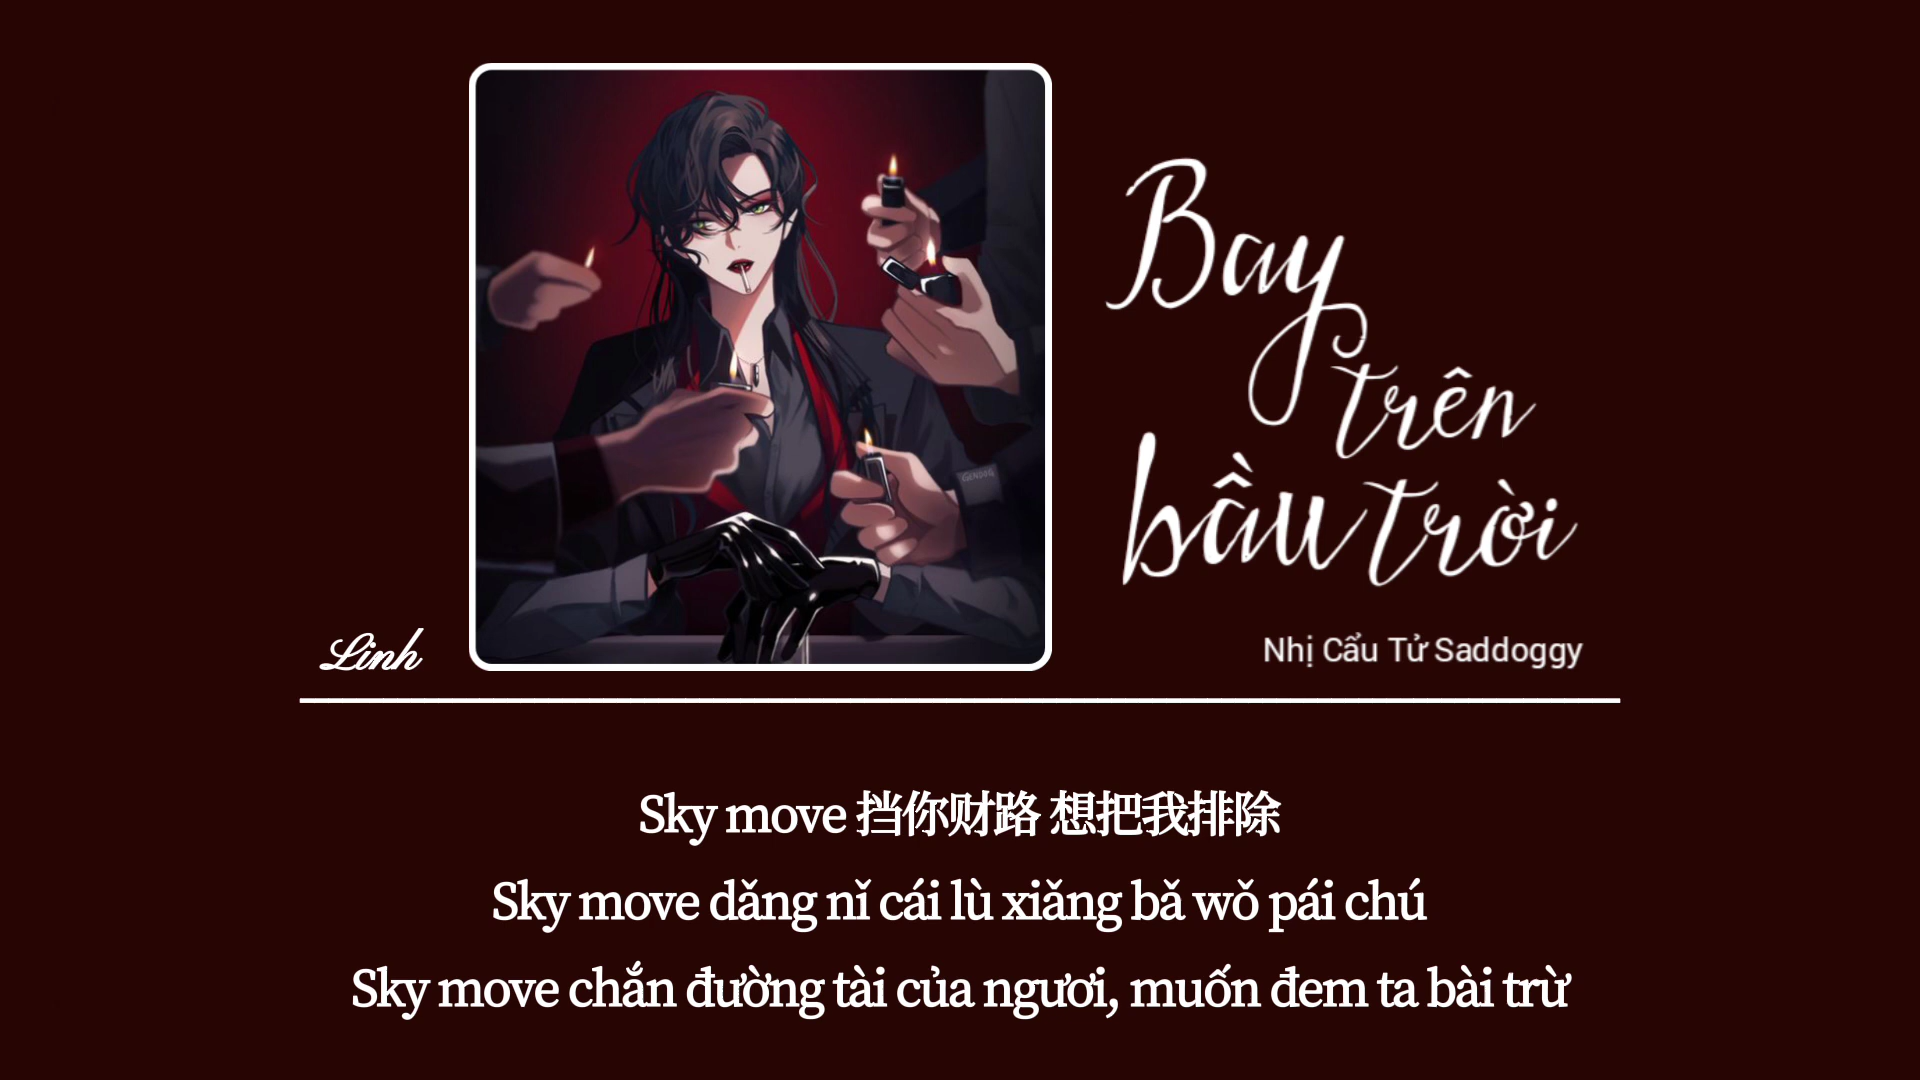 Bay
trên
bầu trời
Linh
Nhị Cẩu Tử Saddoggy
Sky move 挡你财路 想把我排除
Sky move dǎng nǐ cái lù xiǎng bǎ wǒ pái chú
Sky move chắn đường tài của ngươi, muốn đem ta bài trừ